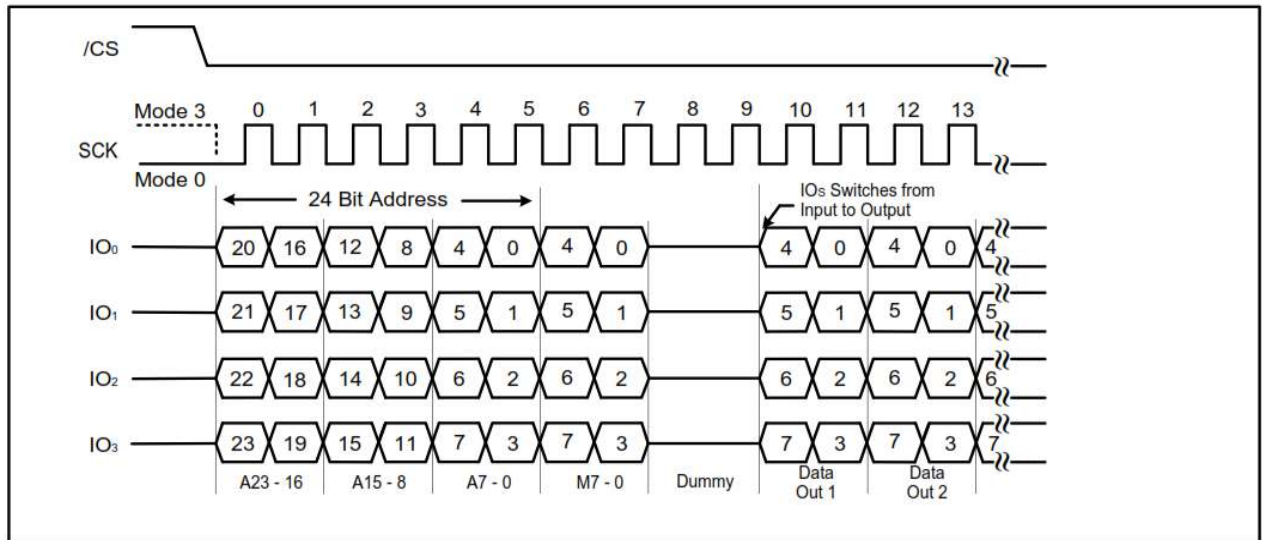 /CS
Mode 3 0 1 2 3 4 5 6 7 8 9 10 11 12 13
SCK
Mode 0
24 Bit Address
IOs Switches from
Input to Output
IO₀ 20 16 12 8 4 0 4 0 4 0 4 0 4
IO₁ 21 17 13 9 5 1 5 1 5 1 5 1 5
IO₂ 22 18 14 10 6 2 6 2 6 2 6 2 6
IO₃ 23 19 15 11 7 3 7 3 7 3 7 3 7
A23 - 16 A15 - 8 A7 - 0 M7 - 0 Dummy Data Out 1 Data Out 2